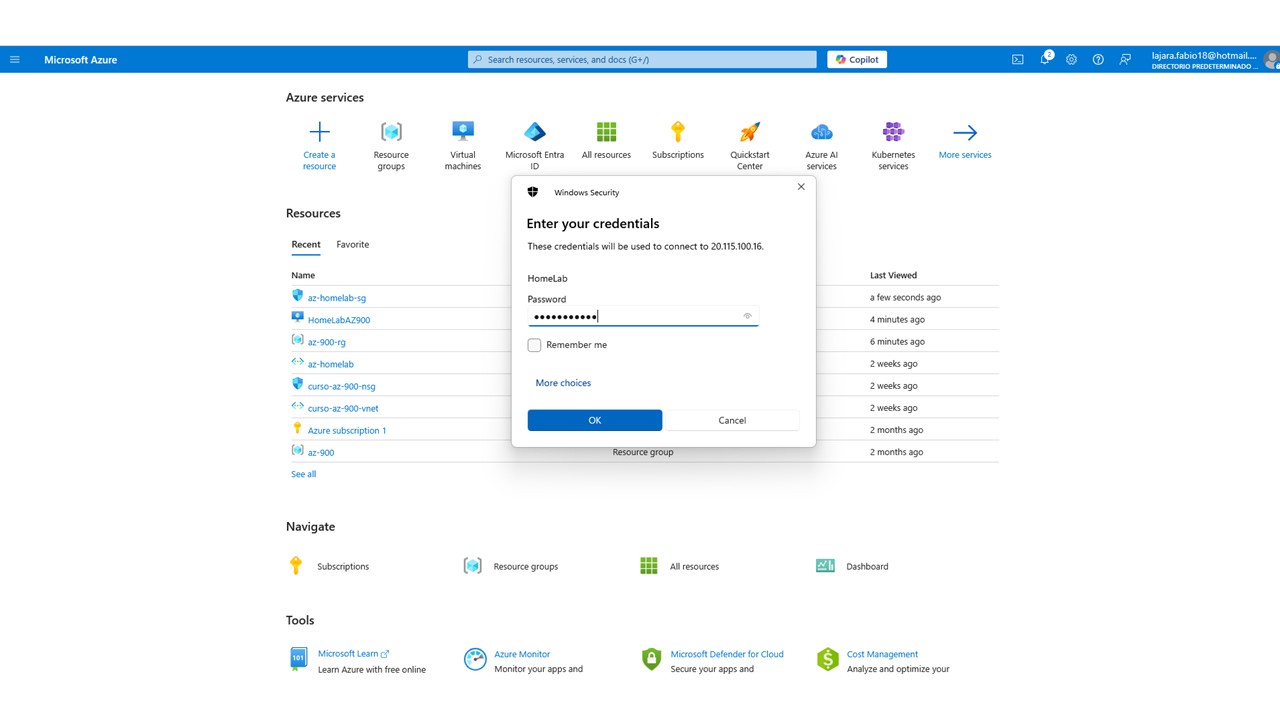 Microsoft Azure
Search resources, services, and docs (G+/)
Copilot
2
lajara.fabio18@hotmail....
DIRECTORIO PREDETERMINADO ...
Azure services
Create a resource
Resource groups
Virtual machines
Microsoft Entra ID
All resources
Subscriptions
Quickstart Center
Azure AI services
Kubernetes services
More services
Resources
Recent
Favorite
Name
Last Viewed
az-homelab-sg
a few seconds ago
HomeLabAZ900
4 minutes ago
az-900-rg
6 minutes ago
az-homelab
2 weeks ago
curso-az-900-nsg
2 weeks ago
curso-az-900-vnet
2 weeks ago
Azure subscription 1
2 months ago
az-900
Resource group
2 months ago
See all
Windows Security
Enter your credentials
These credentials will be used to connect to 20.115.100.16.
HomeLab
Password
•••••••••••
Remember me
More choices
OK
Cancel
Navigate
Subscriptions
Resource groups
All resources
Dashboard
Tools
101
Microsoft Learn
Learn Azure with free online
Azure Monitor
Monitor your apps and
Microsoft Defender for Cloud
Secure your apps and
Cost Management
Analyze and optimize your